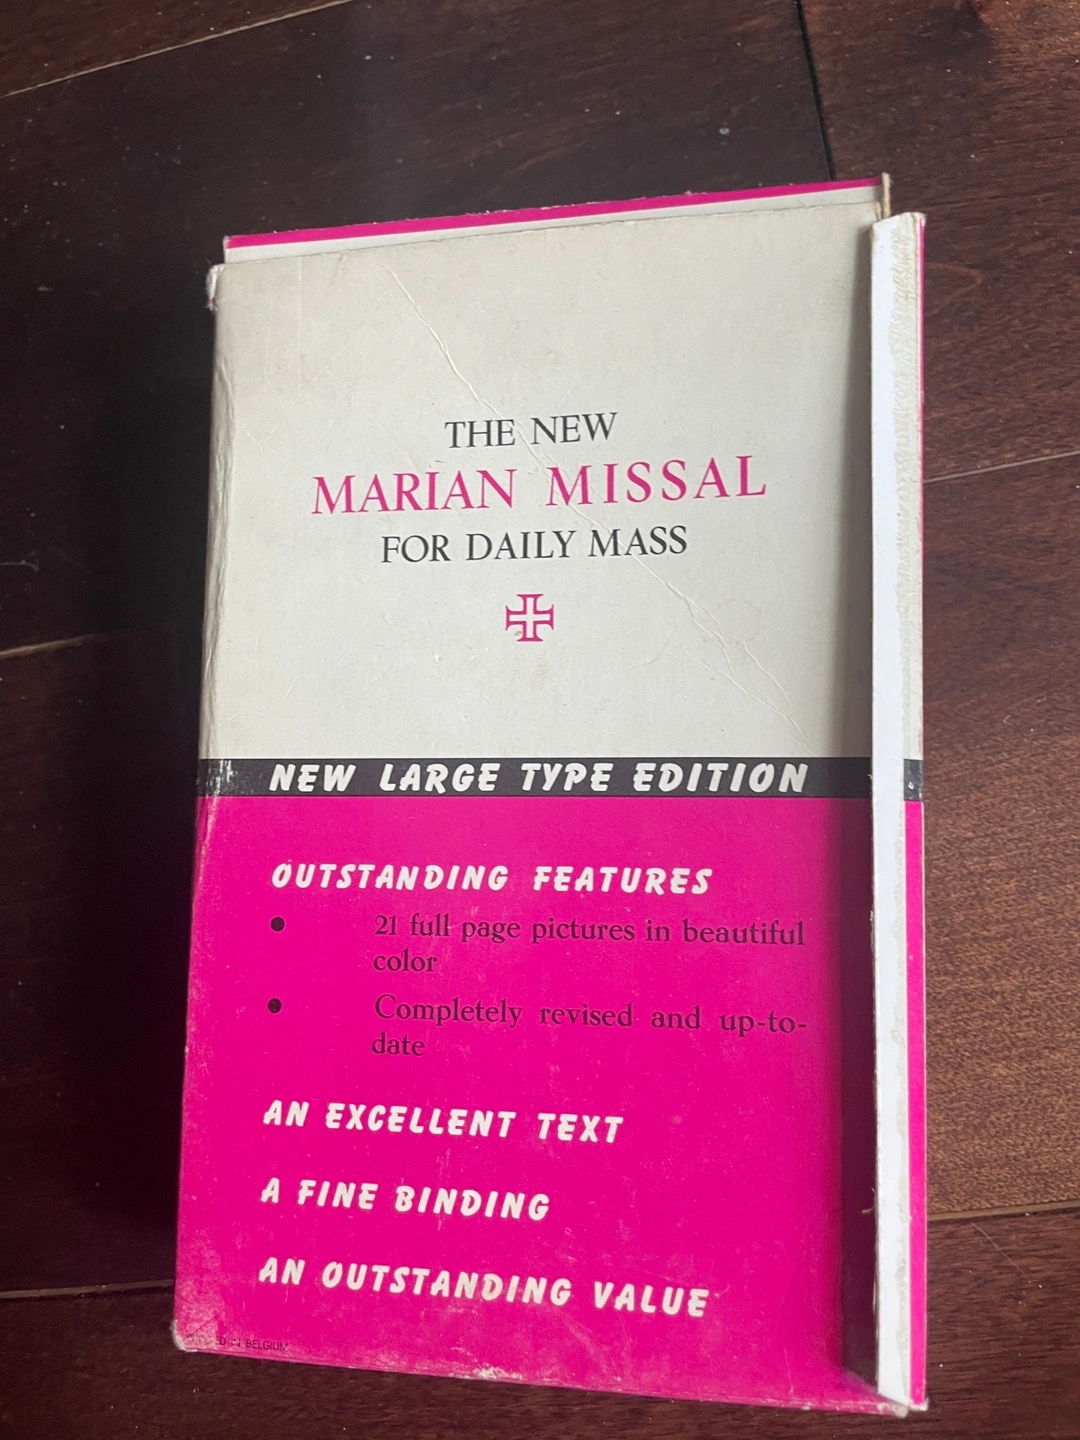 THE NEW
MARIAN MISSAL
FOR DAILY MASS
NEW LARGE TYPE EDITION
OUTSTANDING FEATURES
• 21 full page pictures in beautiful
color
• Completely revised and up-to-
date
AN EXCELLENT TEXT
A FINE BINDING
AN OUTSTANDING VALUE
BELGIUM